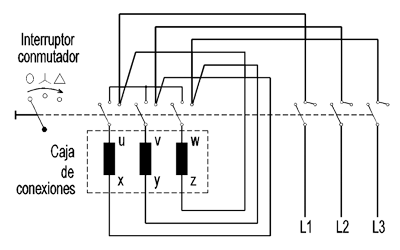 Interruptor
conmutador
u v w
Caja
de
conexiones
x y z
L1 L2 L3